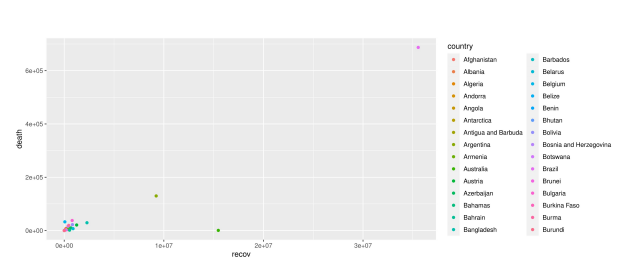 death
6e+05
4e+05
2e+05
0e+00
0e+00
1e+07
2e+07
3e+07
recov
country
Afghanistan
Albania
Algeria
Andorra
Angola
Antarctica
Antigua and Barbuda
Argentina
Armenia
Australia
Austria
Azerbaijan
Bahamas
Bahrain
Bangladesh
Barbados
Belarus
Belgium
Belize
Benin
Bhutan
Bolivia
Bosnia and Herzegovina
Botswana
Brazil
Brunei
Bulgaria
Burkina Faso
Burma
Burundi